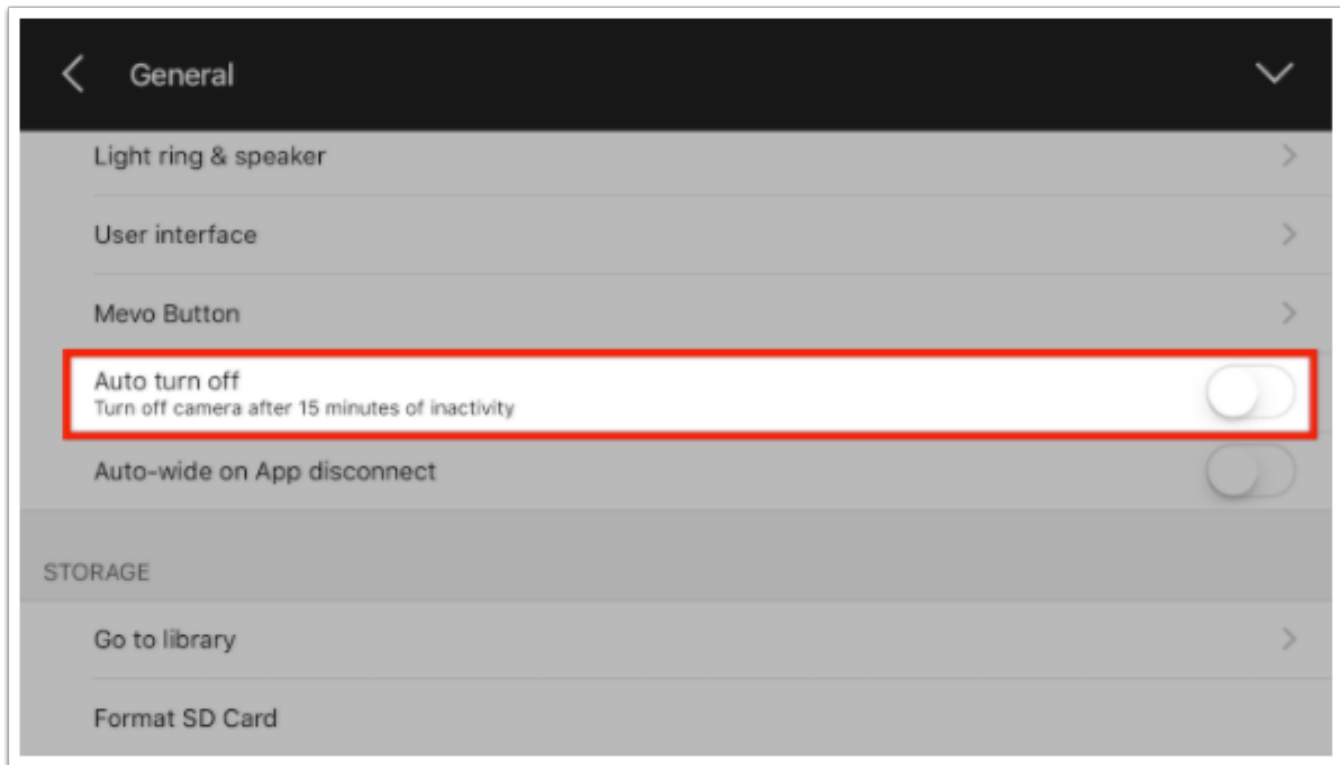 General
Light ring & speaker
User interface
Mevo Button
Auto turn off
Turn off camera after 15 minutes of inactivity
Auto-wide on App disconnect
STORAGE
Go to library
Format SD Card